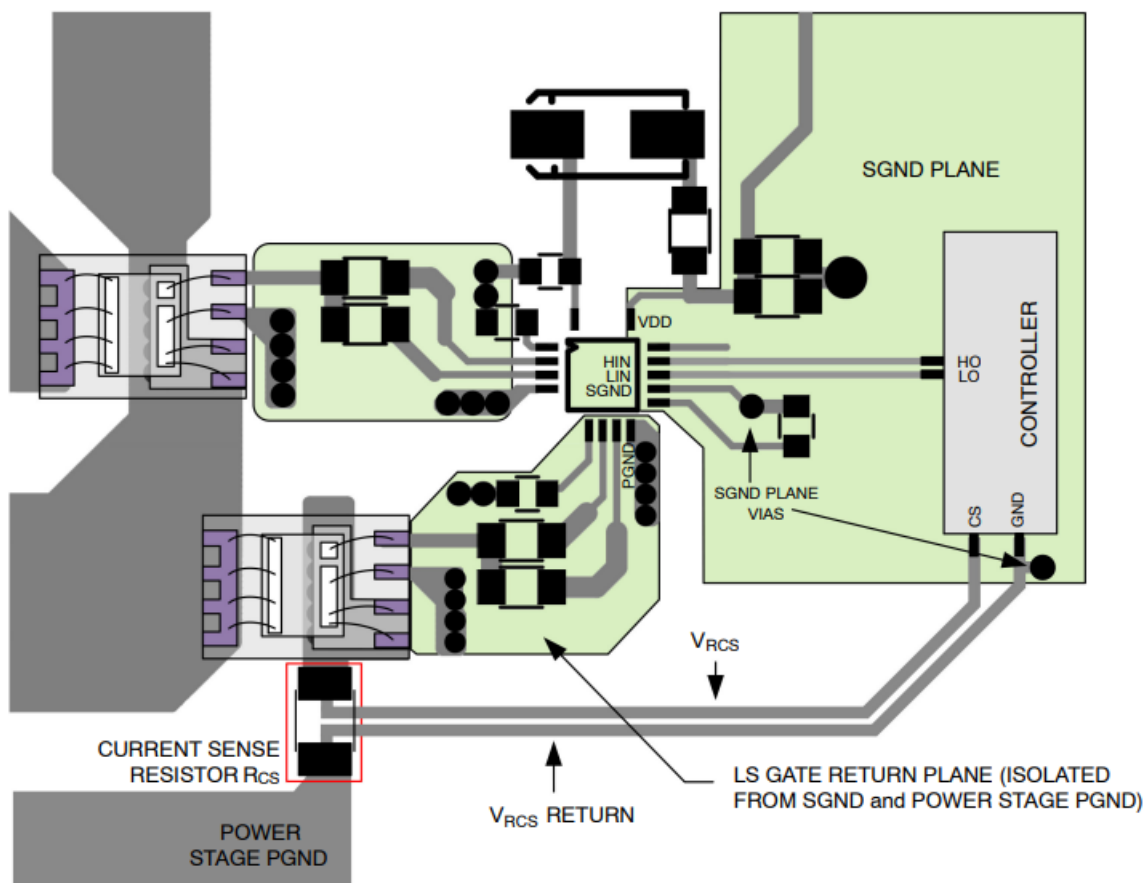 SGND PLANE
VDD
HIN
LIN
SGND
HO
LO
CONTROLLER
PGND
SGND PLANE
VIAS
CS
GND
VRCS
CURRENT SENSE
RESISTOR RCS
VRCS RETURN
LS GATE RETURN PLANE (ISOLATED
FROM SGND and POWER STAGE PGND)
POWER
STAGE PGND